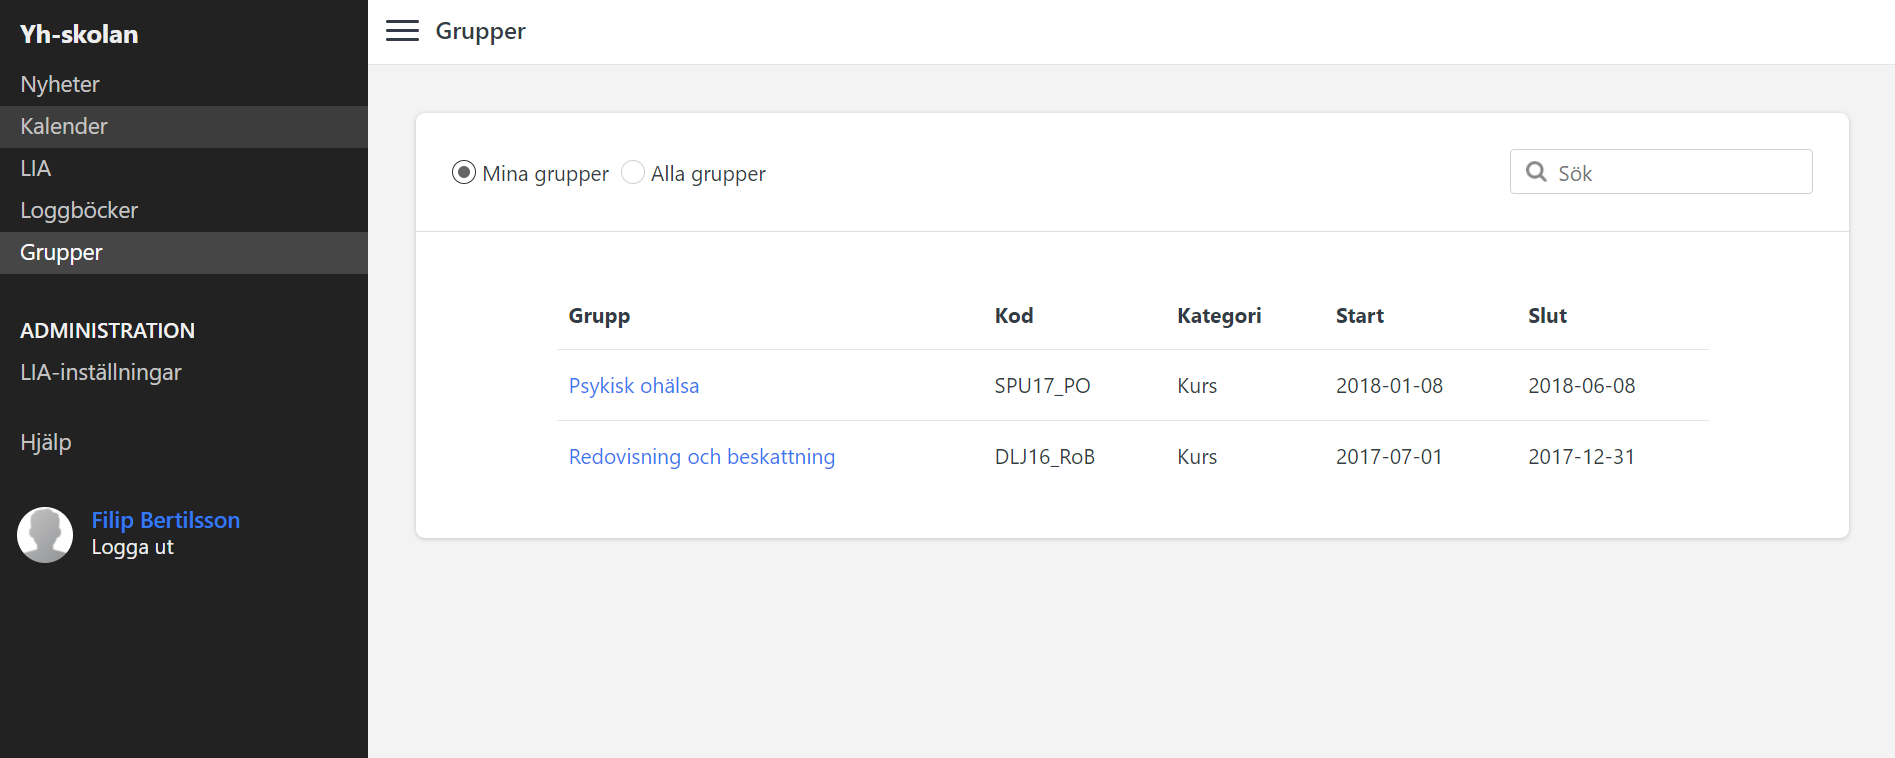 Yh-skolan
Nyheter
Kalender
LIA
Loggböcker
Grupper
ADMINISTRATION
LIA-inställningar
Hjälp
Filip Bertilsson
Logga ut
Grupper
Mina grupper Alla grupper Sök
Grupp Kod Kategori Start Slut
Psykisk ohälsa SPU17_PO Kurs 2018-01-08 2018-06-08
Redovisning och beskattning DLJ16_RoB Kurs 2017-07-01 2017-12-31